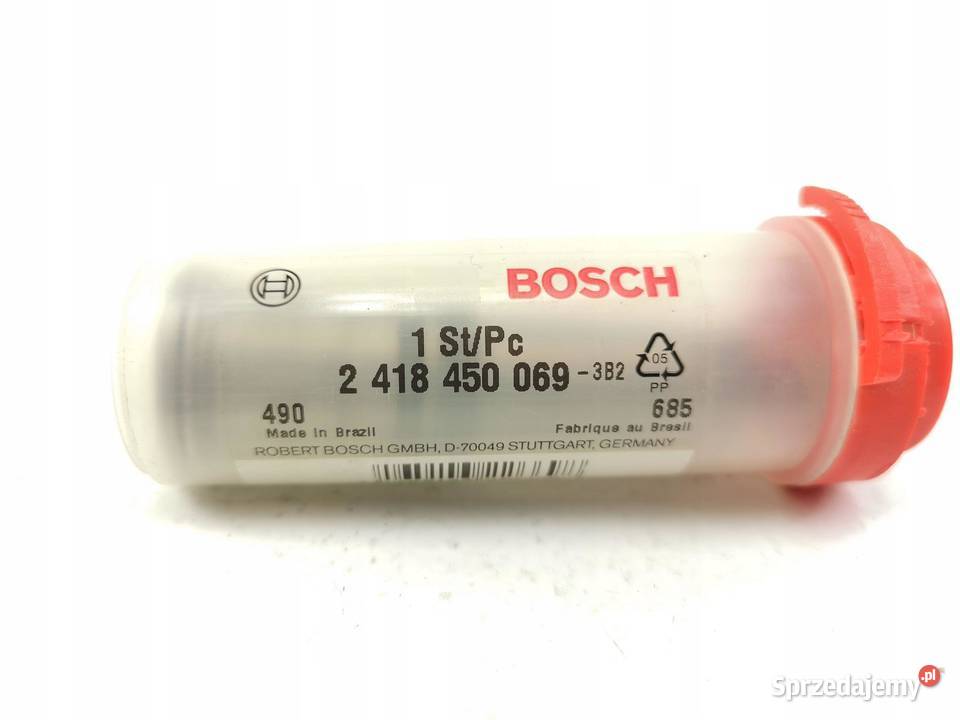 BOSCH
1 St/Pc
2 418 450 069 -3B2
05
PP
490
685
Made in Brazil
Fabrique au Bresil
ROBERT BOSCH GMBH, D-70049 STUTTGART, GERMANY
Sprzedajemy.pl